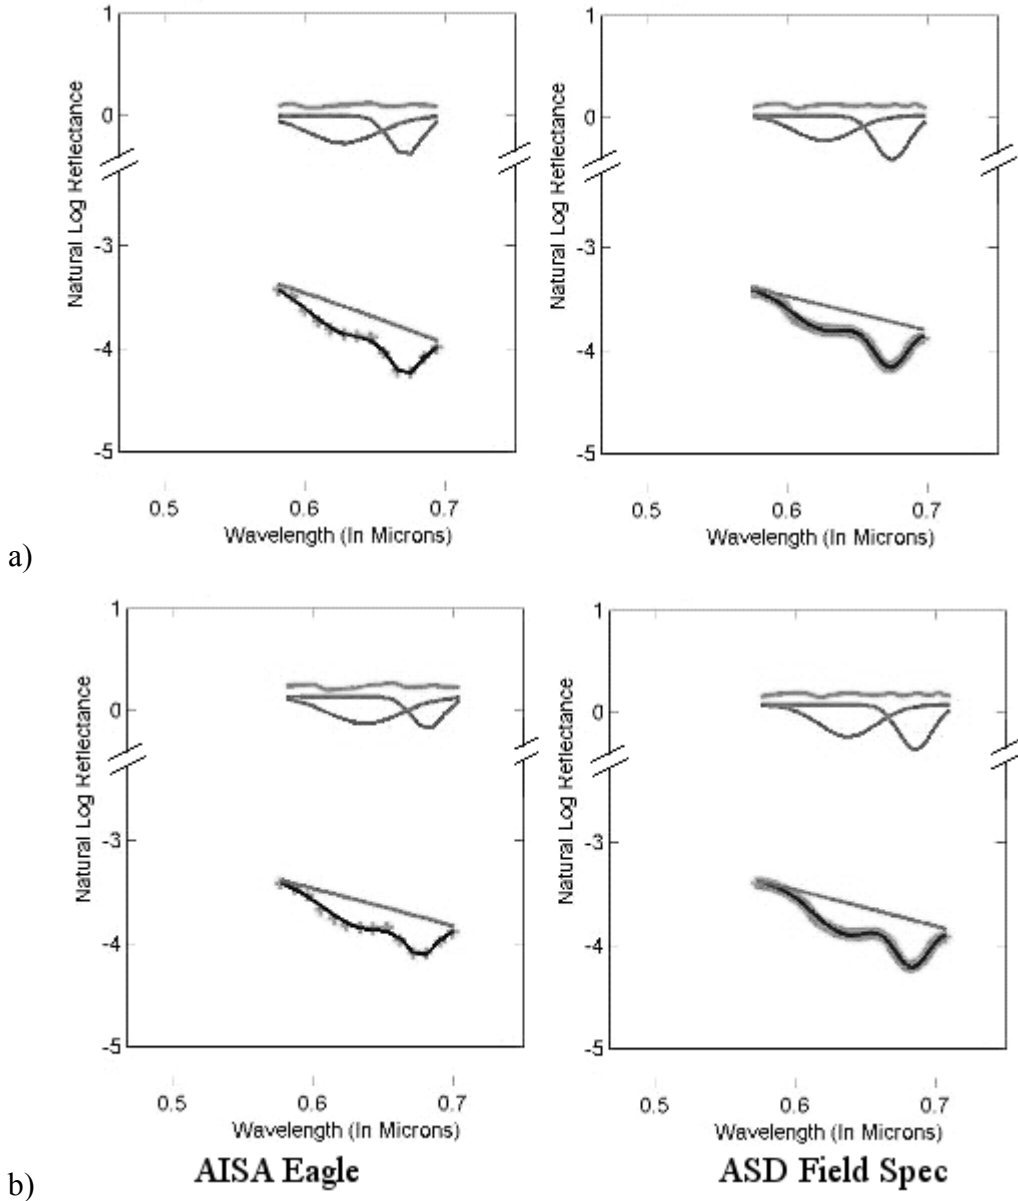 1
0
-3
-4
-5
Natural Log Reflectance
0.5 0.6 0.7
Wavelength (In Microns)
1
0
-3
-4
-5
Natural Log Reflectance
0.5 0.6 0.7
Wavelength (In Microns)
a)
1
0
-3
-4
-5
Natural Log Reflectance
0.5 0.6 0.7
Wavelength (In Microns)
AISA Eagle
1
0
-3
-4
-5
Natural Log Reflectance
0.5 0.6 0.7
Wavelength (In Microns)
ASD Field Spec
b)